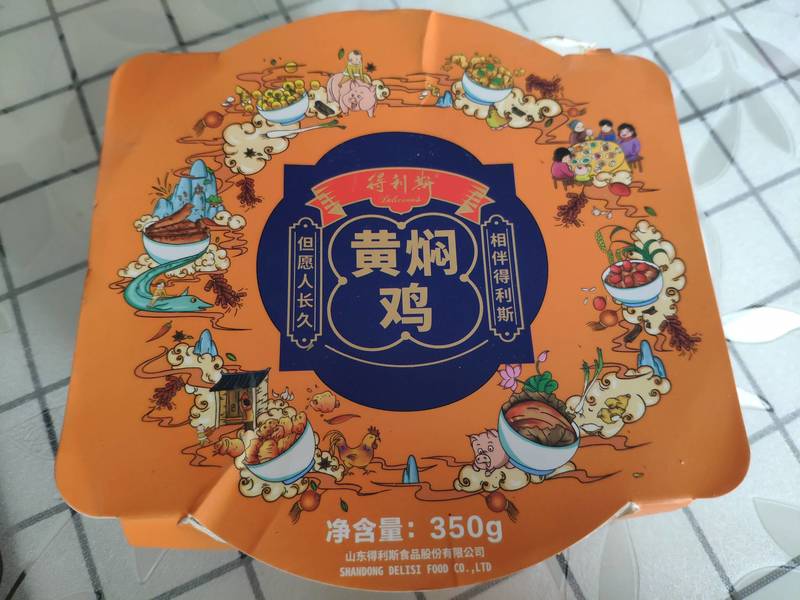 得利斯
Delicious
但愿人长久
黄焖
鸡
相伴得利斯
净含量：350g
山东得利斯食品股份有限公司
SHANDONG DELISI FOOD CO.,LTD